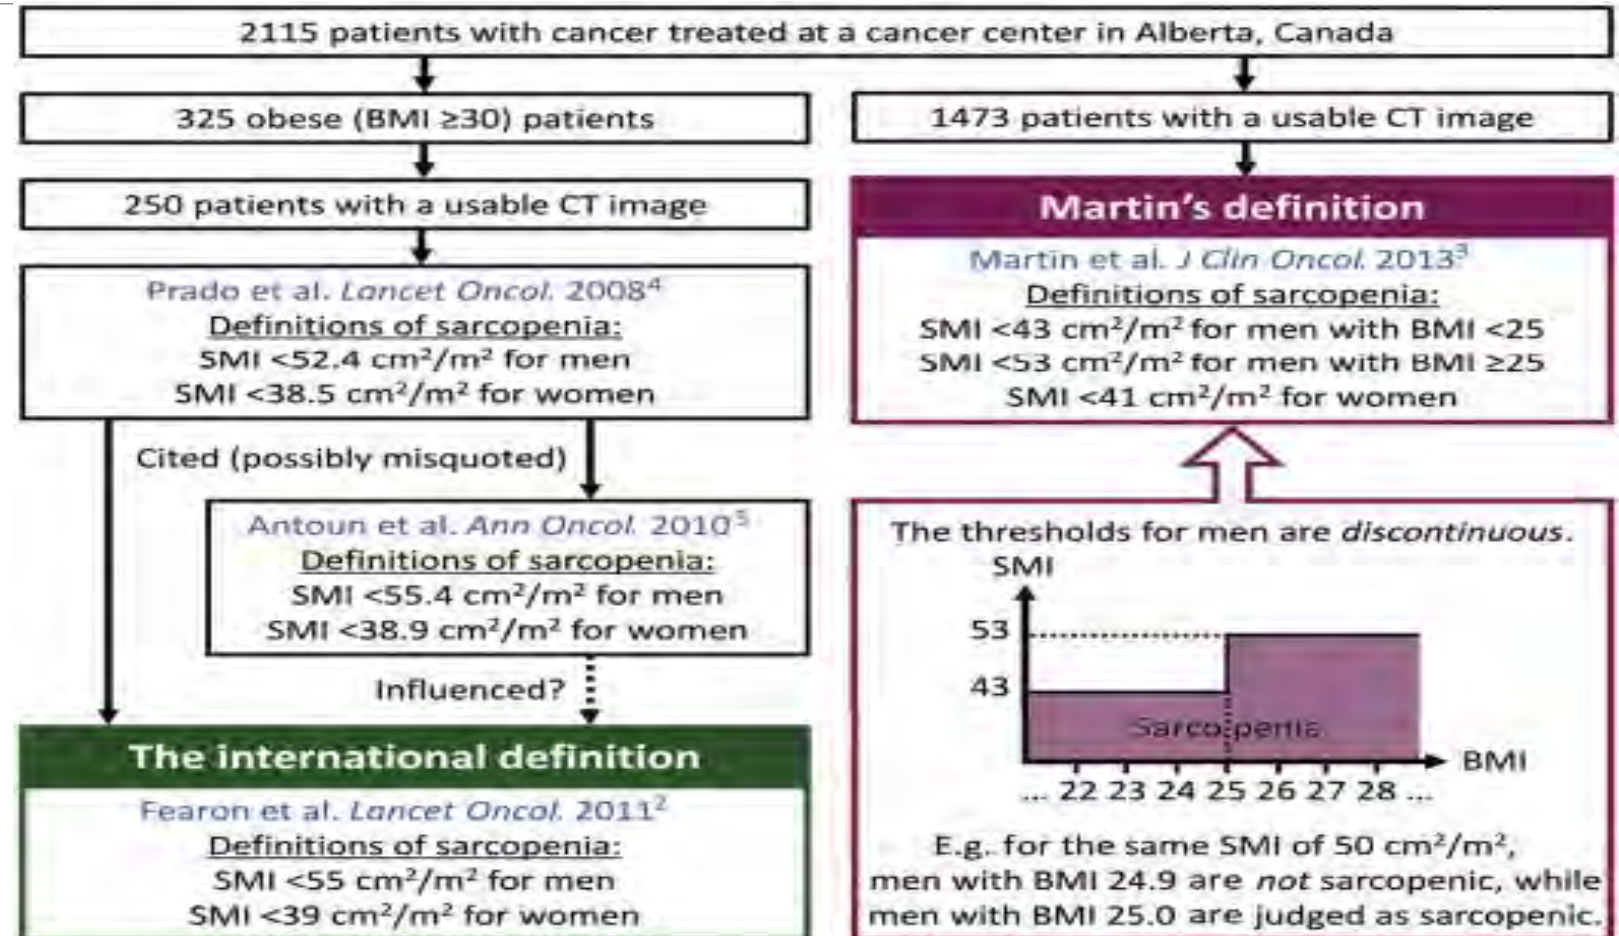 2115 patients with cancer treated at a cancer center in Alberta, Canada
325 obese (BMI ≥30) patients
250 patients with a usable CT image
Prado et al. Lancet Oncol. 2008⁴
Definitions of sarcopenia:
SMI <52.4 cm²/m² for men
SMI <38.5 cm²/m² for women
Cited (possibly misquoted)
Antoun et al. Ann Oncol. 2010⁵
Definitions of sarcopenia:
SMI <55.4 cm²/m² for men
SMI <38.9 cm²/m² for women
Influenced?
The international definition
Fearon et al. Lancet Oncol. 2011²
Definitions of sarcopenia:
SMI <55 cm²/m² for men
SMI <39 cm²/m² for women
1473 patients with a usable CT image
Martin's definition
Martin et al. J Clin Oncol. 2013³
Definitions of sarcopenia:
SMI <43 cm²/m² for men with BMI <25
SMI <53 cm²/m² for men with BMI ≥25
SMI <41 cm²/m² for women
The thresholds for men are discontinuous.
SMI
53
43
Sarcopenia
BMI
... 22 23 24 25 26 27 28 ...
E.g. for the same SMI of 50 cm²/m²,
men with BMI 24.9 are not sarcopenic, while
men with BMI 25.0 are judged as sarcopenic.